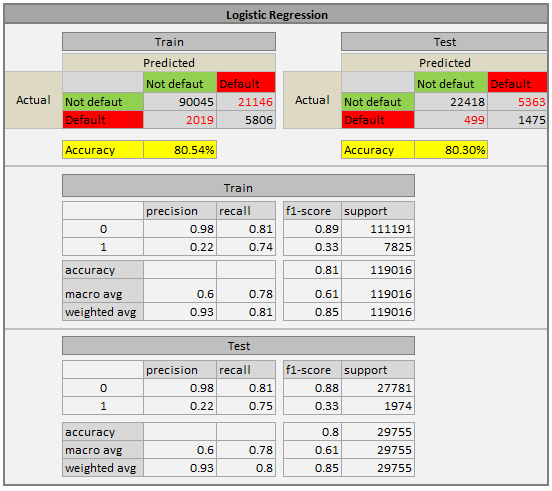 Logistic Regression
Train Test
Predicted Predicted
Not defaut Default Not defaut Default
Actual Not defaut 90045 21146 Actual Not defaut 22418 5363
Default 2019 5806 Default 499 1475
Accuracy 80.54% Accuracy 80.30%
Train
precision recall f1-score support
0 0.98 0.81 0.89 111191
1 0.22 0.74 0.33 7825
accuracy 0.81 119016
macro avg 0.6 0.78 0.61 119016
weighted avg 0.93 0.81 0.85 119016
Test
precision recall f1-score support
0 0.98 0.81 0.88 27781
1 0.22 0.75 0.33 1974
accuracy 0.8 29755
macro avg 0.6 0.78 0.61 29755
weighted avg 0.93 0.8 0.85 29755